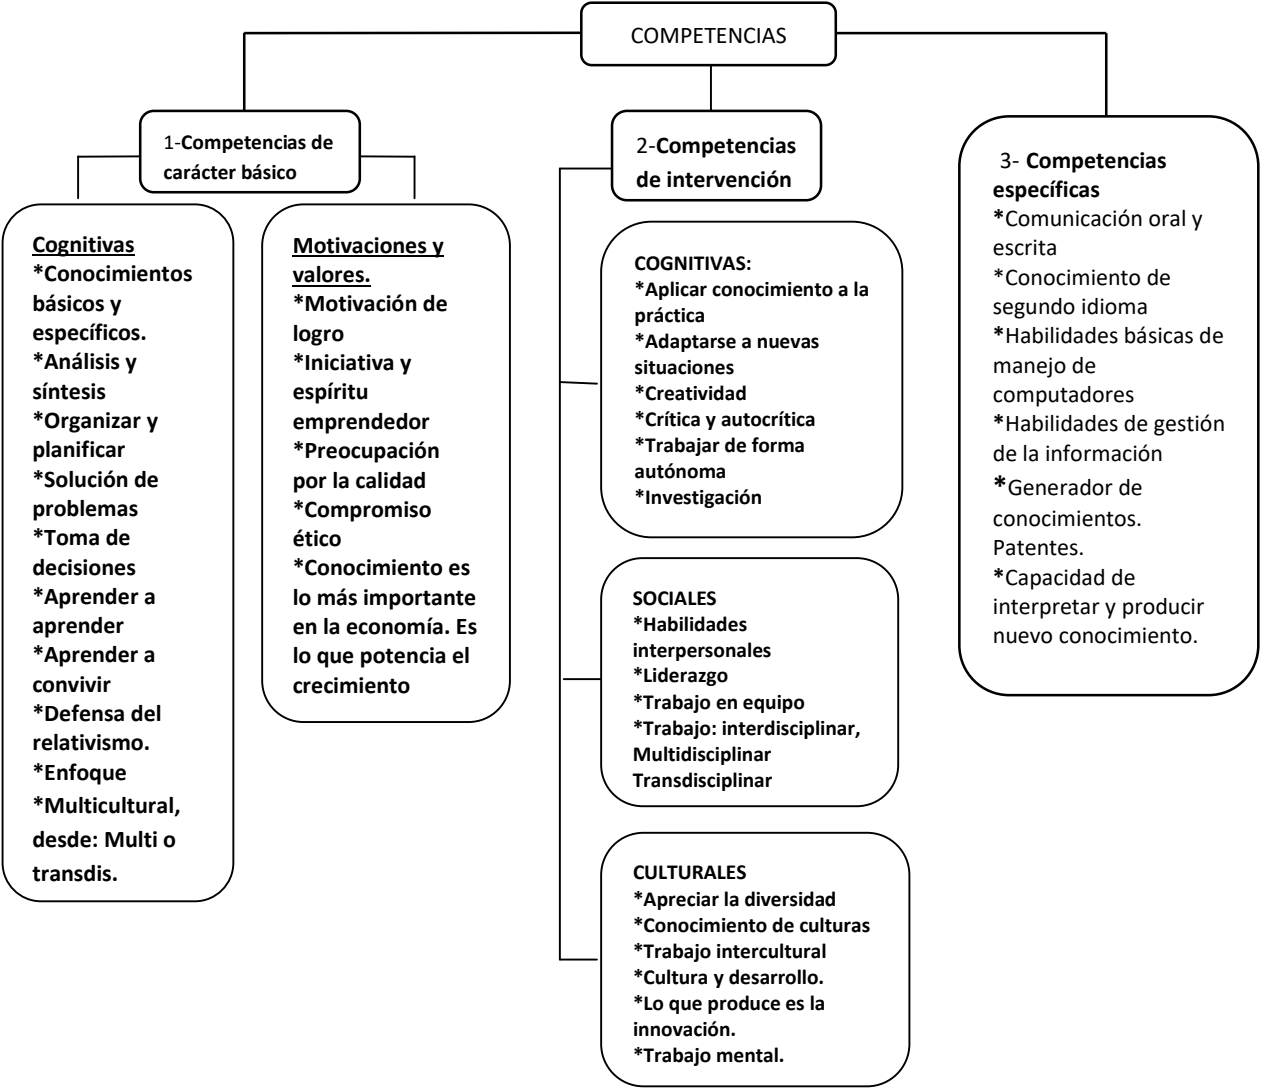 COMPETENCIAS
1-Competencias de
carácter básico
Cognitivas
*Conocimientos
básicos y
específicos.
*Análisis y
síntesis
*Organizar y
planificar
*Solución de
problemas
*Toma de
decisiones
*Aprender a
aprender
*Aprender a
convivir
*Defensa del
relativismo.
*Enfoque
*Multicultural,
desde: Multi o
transdis.
Motivaciones y
valores.
*Motivación de
logro
*Iniciativa y
espíritu
emprendedor
*Preocupación
por la calidad
*Compromiso
ético
*Conocimiento es
lo más importante
en la economía. Es
lo que potencia el
crecimiento
2-Competencias
de intervención
COGNITIVAS:
*Aplicar conocimiento a la
práctica
*Adaptarse a nuevas
situaciones
*Creatividad
*Crítica y autocrítica
*Trabajar de forma
autónoma
*Investigación
SOCIALES
*Habilidades
interpersonales
*Liderazgo
*Trabajo en equipo
*Trabajo: interdisciplinar,
Multidisciplinar
Transdisciplinar
CULTURALES
*Apreciar la diversidad
*Conocimiento de culturas
*Trabajo intercultural
*Cultura y desarrollo.
*Lo que produce es la
innovación.
*Trabajo mental.
3- Competencias
específicas
*Comunicación oral y
escrita
*Conocimiento de
segundo idioma
*Habilidades básicas de
manejo de
computadores
*Habilidades de gestión
de la información
*Generador de
conocimientos.
Patentes.
*Capacidad de
interpretar y producir
nuevo conocimiento.